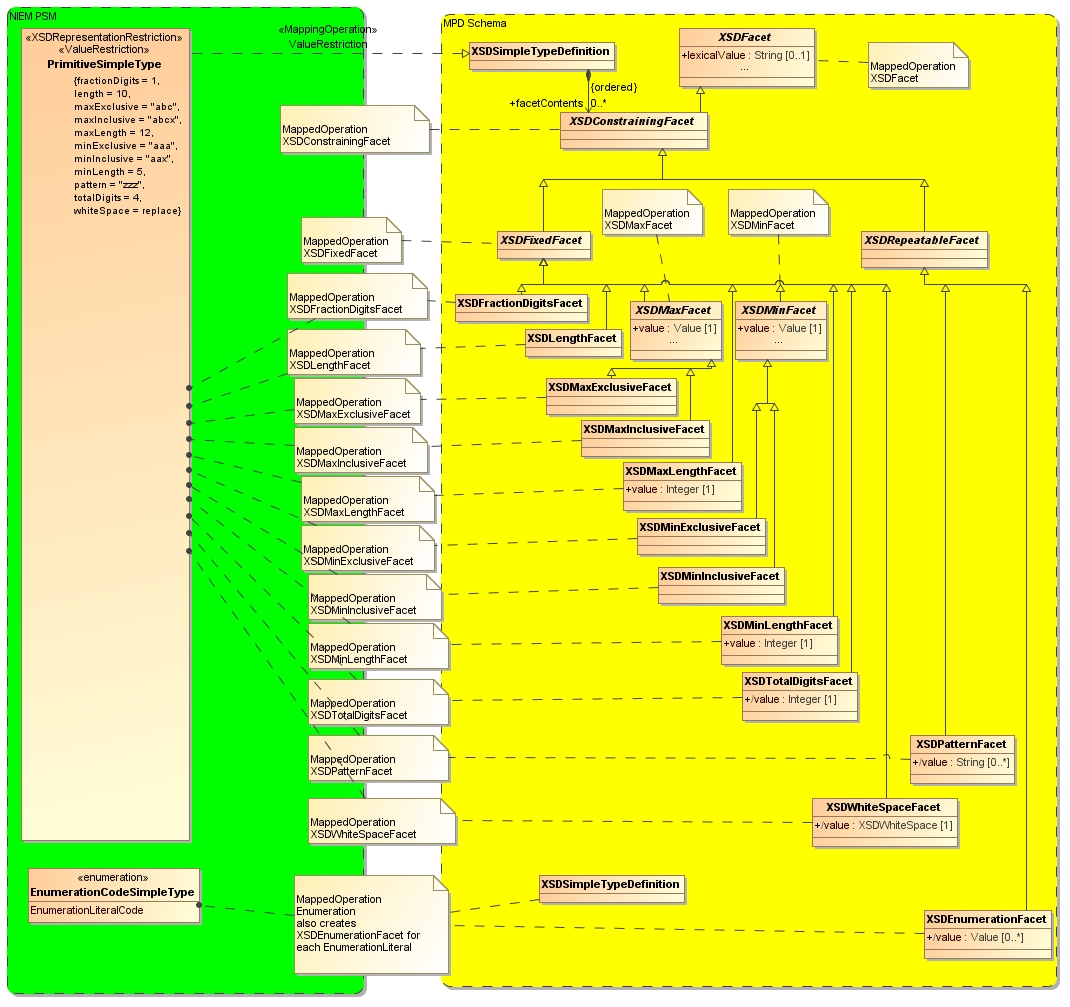 NIEM PSM
«XSDRepresentationRestriction»
«ValueRestriction»
PrimitiveSimpleType
{fractionDigits = 1,
length = 10,
maxExclusive = "abc",
maxInclusive = "abcx",
maxLength = 12,
minExclusive = "aaa",
minInclusive = "aax",
minLength = 5,
pattern = "zzz",
totalDigits = 4,
whiteSpace = replace}
«MappingOperation»
ValueRestriction
MPD Schema
XSDSimpleTypeDefinition
{ordered}
+facetContents 0..*
XSDFacet
+lexicalValue : String [0..1]
...
MappedOperation
XSDFacet
MappedOperation
XSDConstrainingFacet
XSDConstrainingFacet
MappedOperation
XSDMaxFacet
MappedOperation
XSDMinFacet
MappedOperation
XSDFixedFacet
XSDFixedFacet
XSDRepeatableFacet
MappedOperation
XSDFractionDigitsFacet
XSDFractionDigitsFacet
XSDMaxFacet
+value : Value [1]
...
XSDMinFacet
+value : Value [1]
...
MappedOperation
XSDLengthFacet
XSDLengthFacet
MappedOperation
XSDMaxExclusiveFacet
XSDMaxExclusiveFacet
MappedOperation
XSDMaxInclusiveFacet
XSDMaxInclusiveFacet
MappedOperation
XSDMaxLengthFacet
XSDMaxLengthFacet
+value : Integer [1]
MappedOperation
XSDMinExclusiveFacet
XSDMinExclusiveFacet
MappedOperation
XSDMinInclusiveFacet
XSDMinInclusiveFacet
MappedOperation
XSDMinLengthFacet
XSDMinLengthFacet
+value : Integer [1]
MappedOperation
XSDTotalDigitsFacet
XSDTotalDigitsFacet
+/value : Integer [1]
MappedOperation
XSDPatternFacet
XSDPatternFacet
+/value : String [0..*]
MappedOperation
XSDWhiteSpaceFacet
XSDWhiteSpaceFacet
+/value : XSDWhiteSpace [1]
«enumeration»
EnumerationCodeSimpleType
EnumerationLiteralCode
MappedOperation
Enumeration
also creates
XSDEnumerationFacet for
each EnumerationLiteral
XSDSimpleTypeDefinition
XSDEnumerationFacet
+/value : Value [0..*]